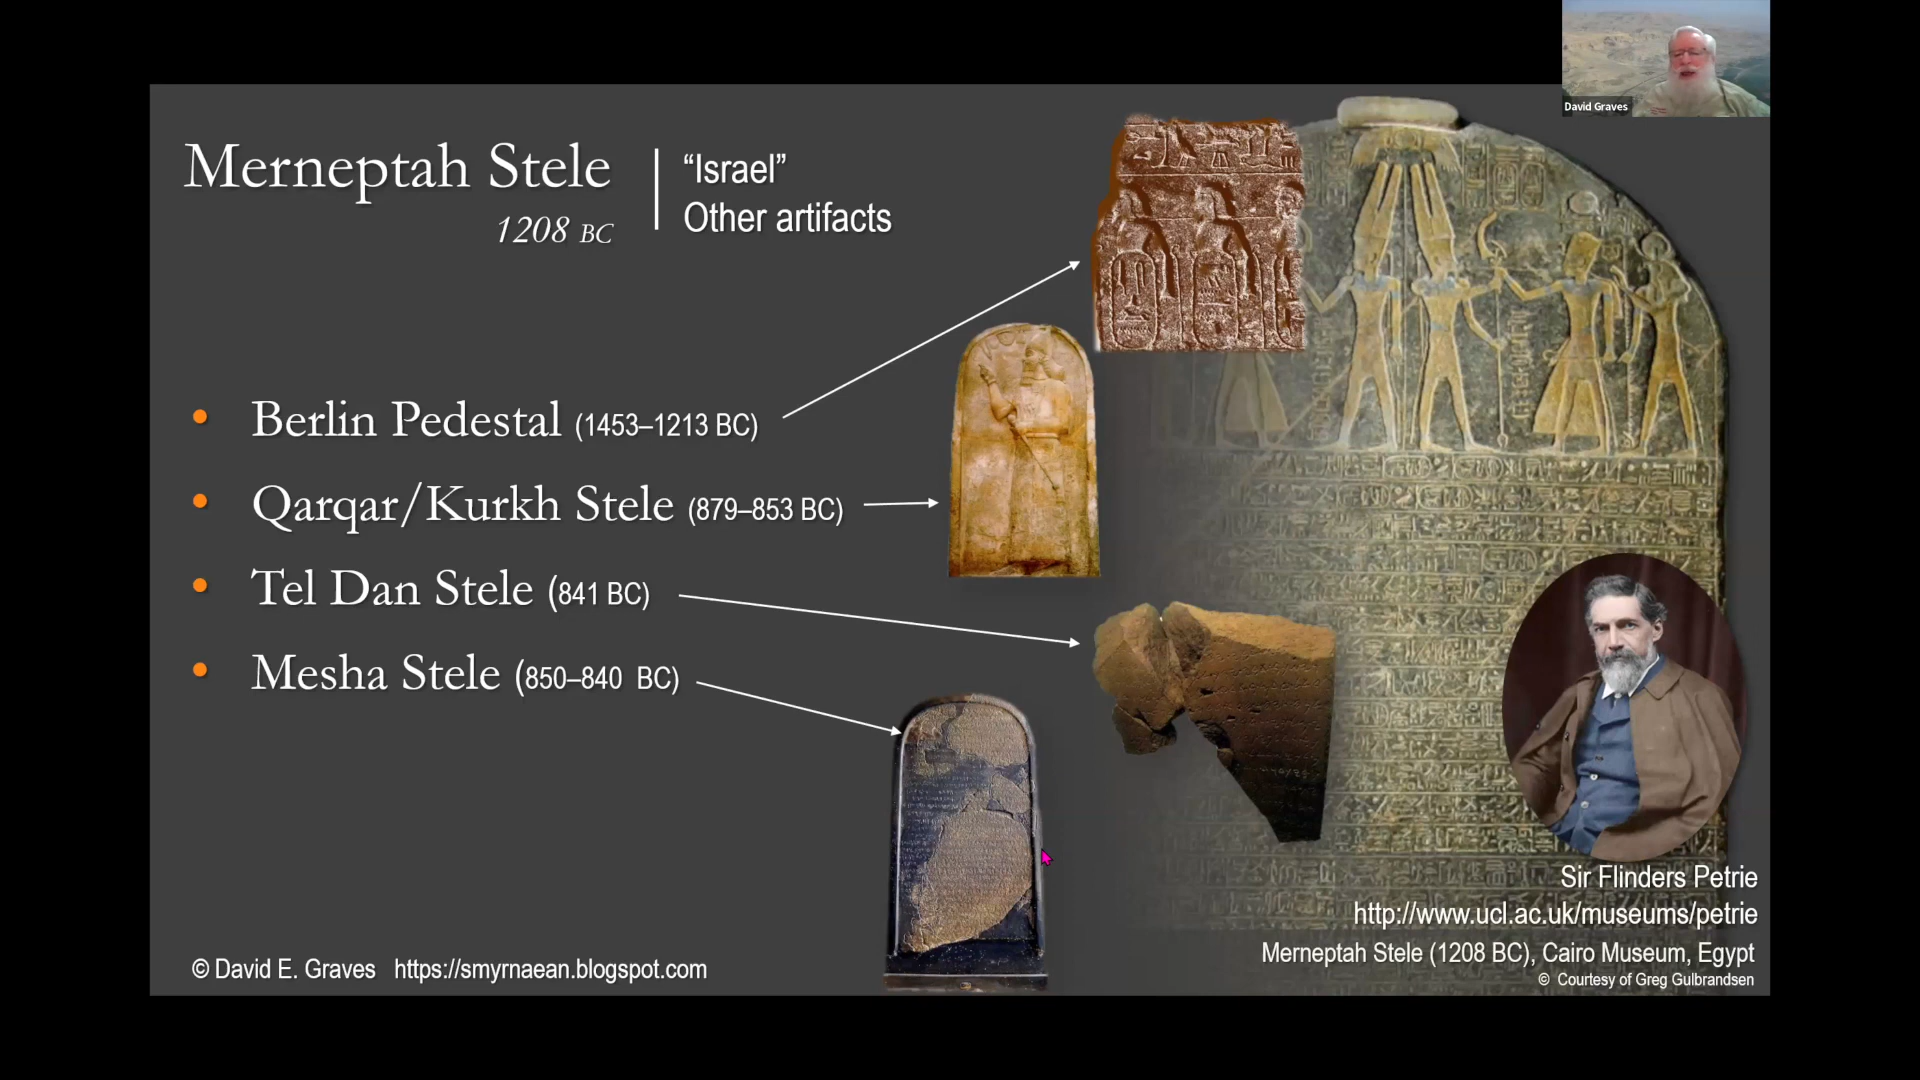 David Graves
Merneptah Stele
1208 BC
“Israel”
Other artifacts
• Berlin Pedestal (1453–1213 BC)
• Qarqar/Kurkh Stele (879–853 BC)
• Tel Dan Stele (841 BC)
• Mesha Stele (850–840 BC)
Sir Flinders Petrie
http://www.ucl.ac.uk/museums/petrie
Merneptah Stele (1208 BC), Cairo Museum, Egypt
© Courtesy of Greg Gulbrandsen
© David E. Graves https://smyrnaean.blogspot.com